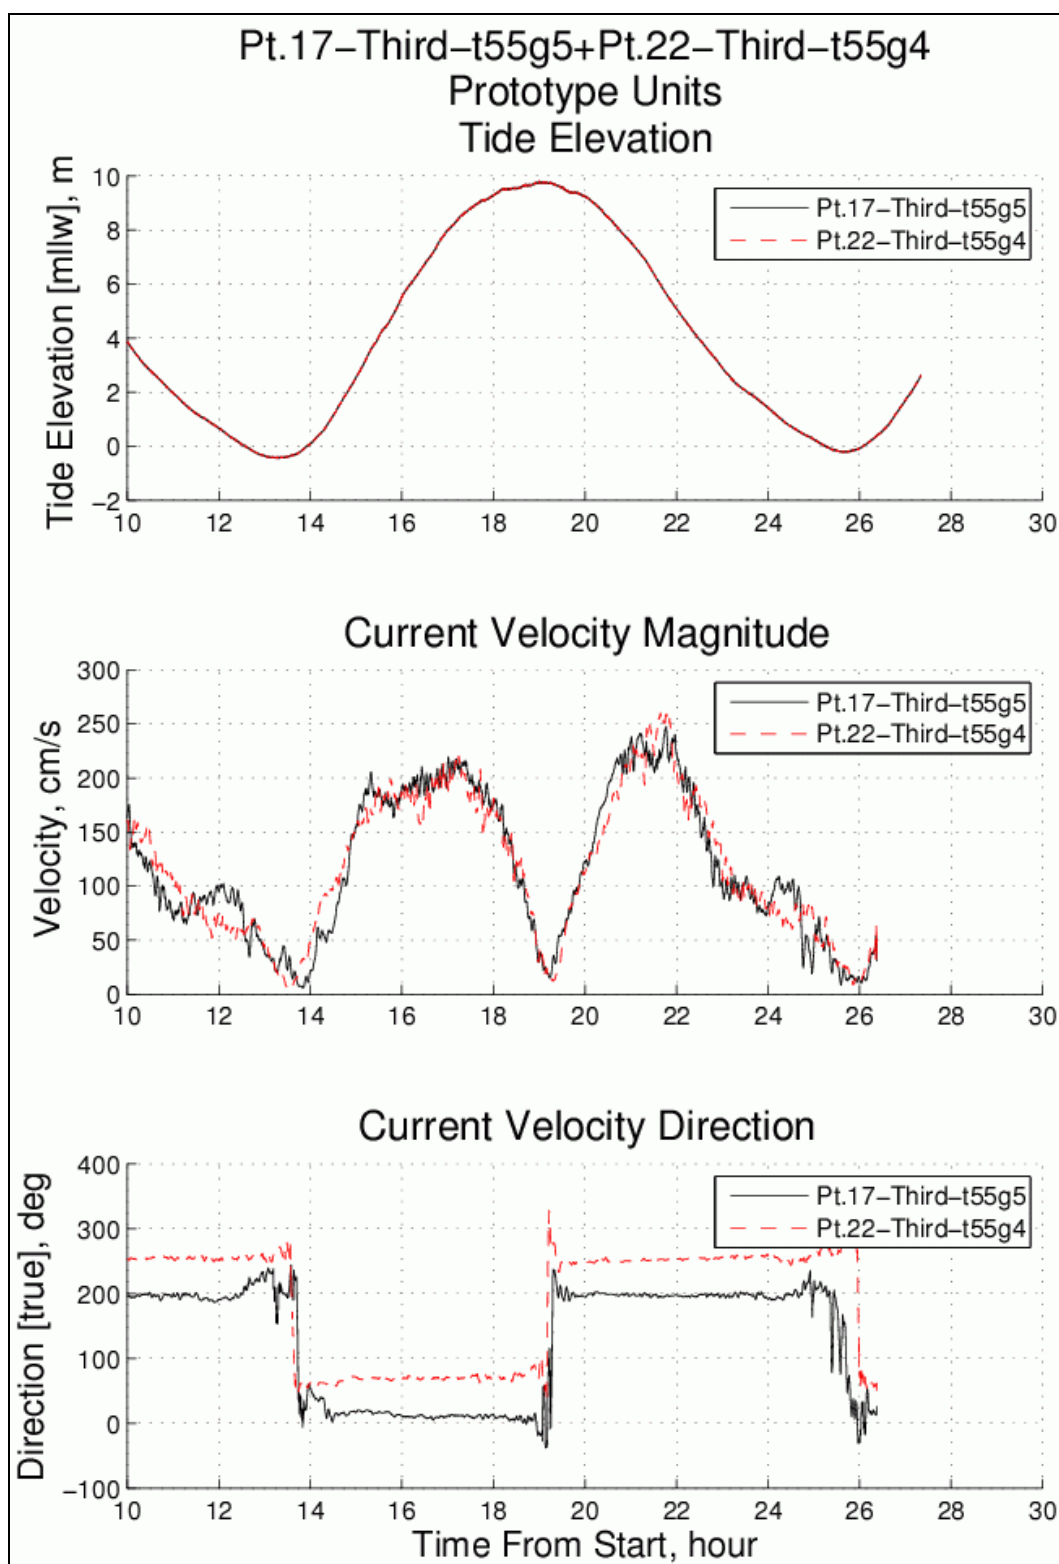 Pt.17−Third−t55g5+Pt.22−Third−t55g4
Prototype Units
Tide Elevation
Tide Elevation [mllw], m
10
8
6
4
2
0
−2
Pt.17−Third−t55g5
Pt.22−Third−t55g4
10 12 14 16 18 20 22 24 26 28 30
Current Velocity Magnitude
Velocity, cm/s
300
250
200
150
100
50
0
Pt.17−Third−t55g5
Pt.22−Third−t55g4
10 12 14 16 18 20 22 24 26 28 30
Current Velocity Direction
Direction [true], deg
400
300
200
100
0
−100
Pt.17−Third−t55g5
Pt.22−Third−t55g4
10 12 14 16 18 20 22 24 26 28 30
Time From Start, hour